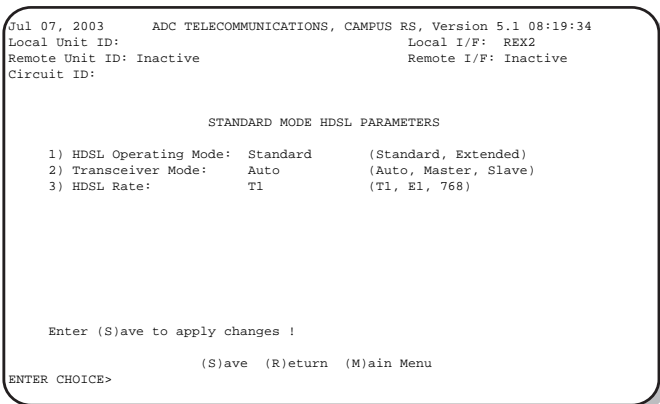 Jul 07, 2003 ADC TELECOMMUNICATIONS, CAMPUS RS, Version 5.1 08:19:34
Local Unit ID: Local I/F: REX2
Remote Unit ID: Inactive Remote I/F: Inactive
Circuit ID:
STANDARD MODE HDSL PARAMETERS
1) HDSL Operating Mode: Standard (Standard, Extended)
2) Transceiver Mode: Auto (Auto, Master, Slave)
3) HDSL Rate: T1 (T1, E1, 768)
Enter (S)ave to apply changes !
(S)ave (R)eturn (M)ain Menu
ENTER CHOICE>